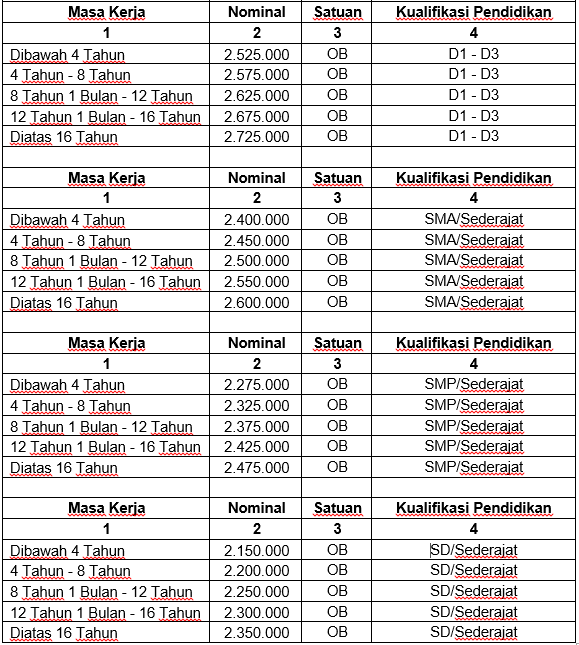 Masa Kerja Nominal Satuan Kualifikasi Pendidikan
1 2 3 4
Dibawah 4 Tahun 2.525.000 OB D1 - D3
4 Tahun - 8 Tahun 2.575.000 OB D1 - D3
8 Tahun 1 Bulan - 12 Tahun 2.625.000 OB D1 - D3
12 Tahun 1 Bulan - 16 Tahun 2.675.000 OB D1 - D3
Diatas 16 Tahun 2.725.000 OB D1 - D3
Masa Kerja Nominal Satuan Kualifikasi Pendidikan
1 2 3 4
Dibawah 4 Tahun 2.400.000 OB SMA/Sederajat
4 Tahun - 8 Tahun 2.450.000 OB SMA/Sederajat
8 Tahun 1 Bulan - 12 Tahun 2.500.000 OB SMA/Sederajat
12 Tahun 1 Bulan - 16 Tahun 2.550.000 OB SMA/Sederajat
Diatas 16 Tahun 2.600.000 OB SMA/Sederajat
Masa Kerja Nominal Satuan Kualifikasi Pendidikan
1 2 3 4
Dibawah 4 Tahun 2.275.000 OB SMP/Sederajat
4 Tahun - 8 Tahun 2.325.000 OB SMP/Sederajat
8 Tahun 1 Bulan - 12 Tahun 2.375.000 OB SMP/Sederajat
12 Tahun 1 Bulan - 16 Tahun 2.425.000 OB SMP/Sederajat
Diatas 16 Tahun 2.475.000 OB SMP/Sederajat
Masa Kerja Nominal Satuan Kualifikasi Pendidikan
1 2 3 4
Dibawah 4 Tahun 2.150.000 OB SD/Sederajat
4 Tahun - 8 Tahun 2.200.000 OB SD/Sederajat
8 Tahun 1 Bulan - 12 Tahun 2.250.000 OB SD/Sederajat
12 Tahun 1 Bulan - 16 Tahun 2.300.000 OB SD/Sederajat
Diatas 16 Tahun 2.350.000 OB SD/Sederajat